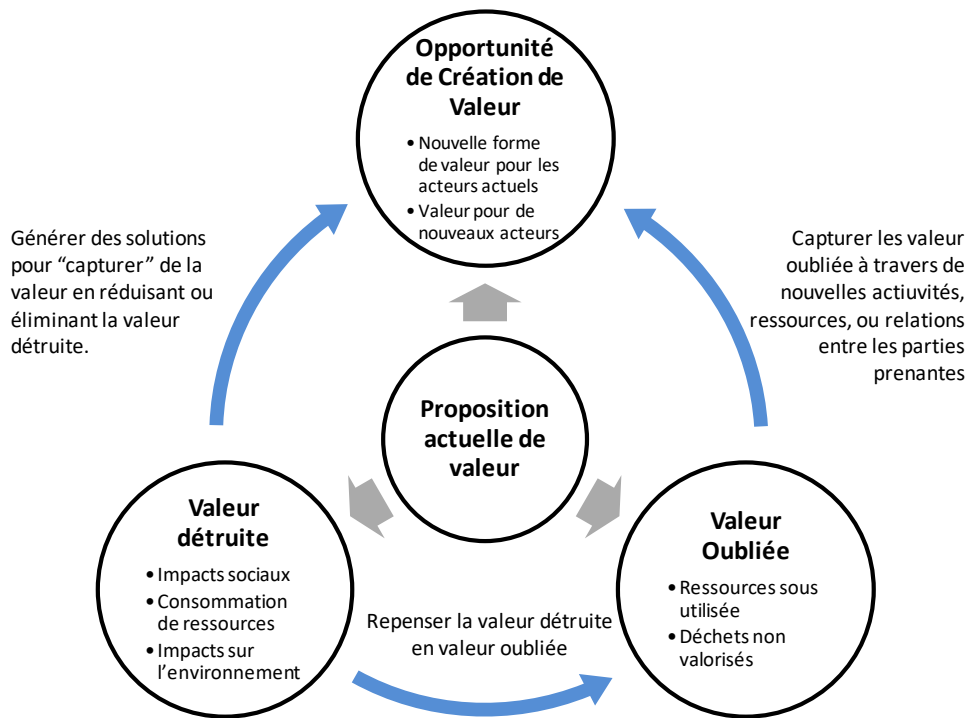 Opportunité
de Création de
Valeur
• Nouvelle forme
de valeur pour les
acteurs actuels
• Valeur pour de
nouveaux acteurs
Générer des solutions
pour “capturer” de la
valeur en réduisant ou
éliminant la valeur
détruite.
Capturer les valeur
oubliée à travers de
nouvelles actiuvités,
ressources, ou relations
entre les parties
prenantes
Proposition
actuelle de
valeur
Valeur
détruite
• Impacts sociaux
• Consommation
de ressources
• Impacts sur
l’environnement
Repenser la valeur détruite
en valeur oubliée
Valeur
Oubliée
• Ressources sous
utilisée
• Déchets non
valorisés